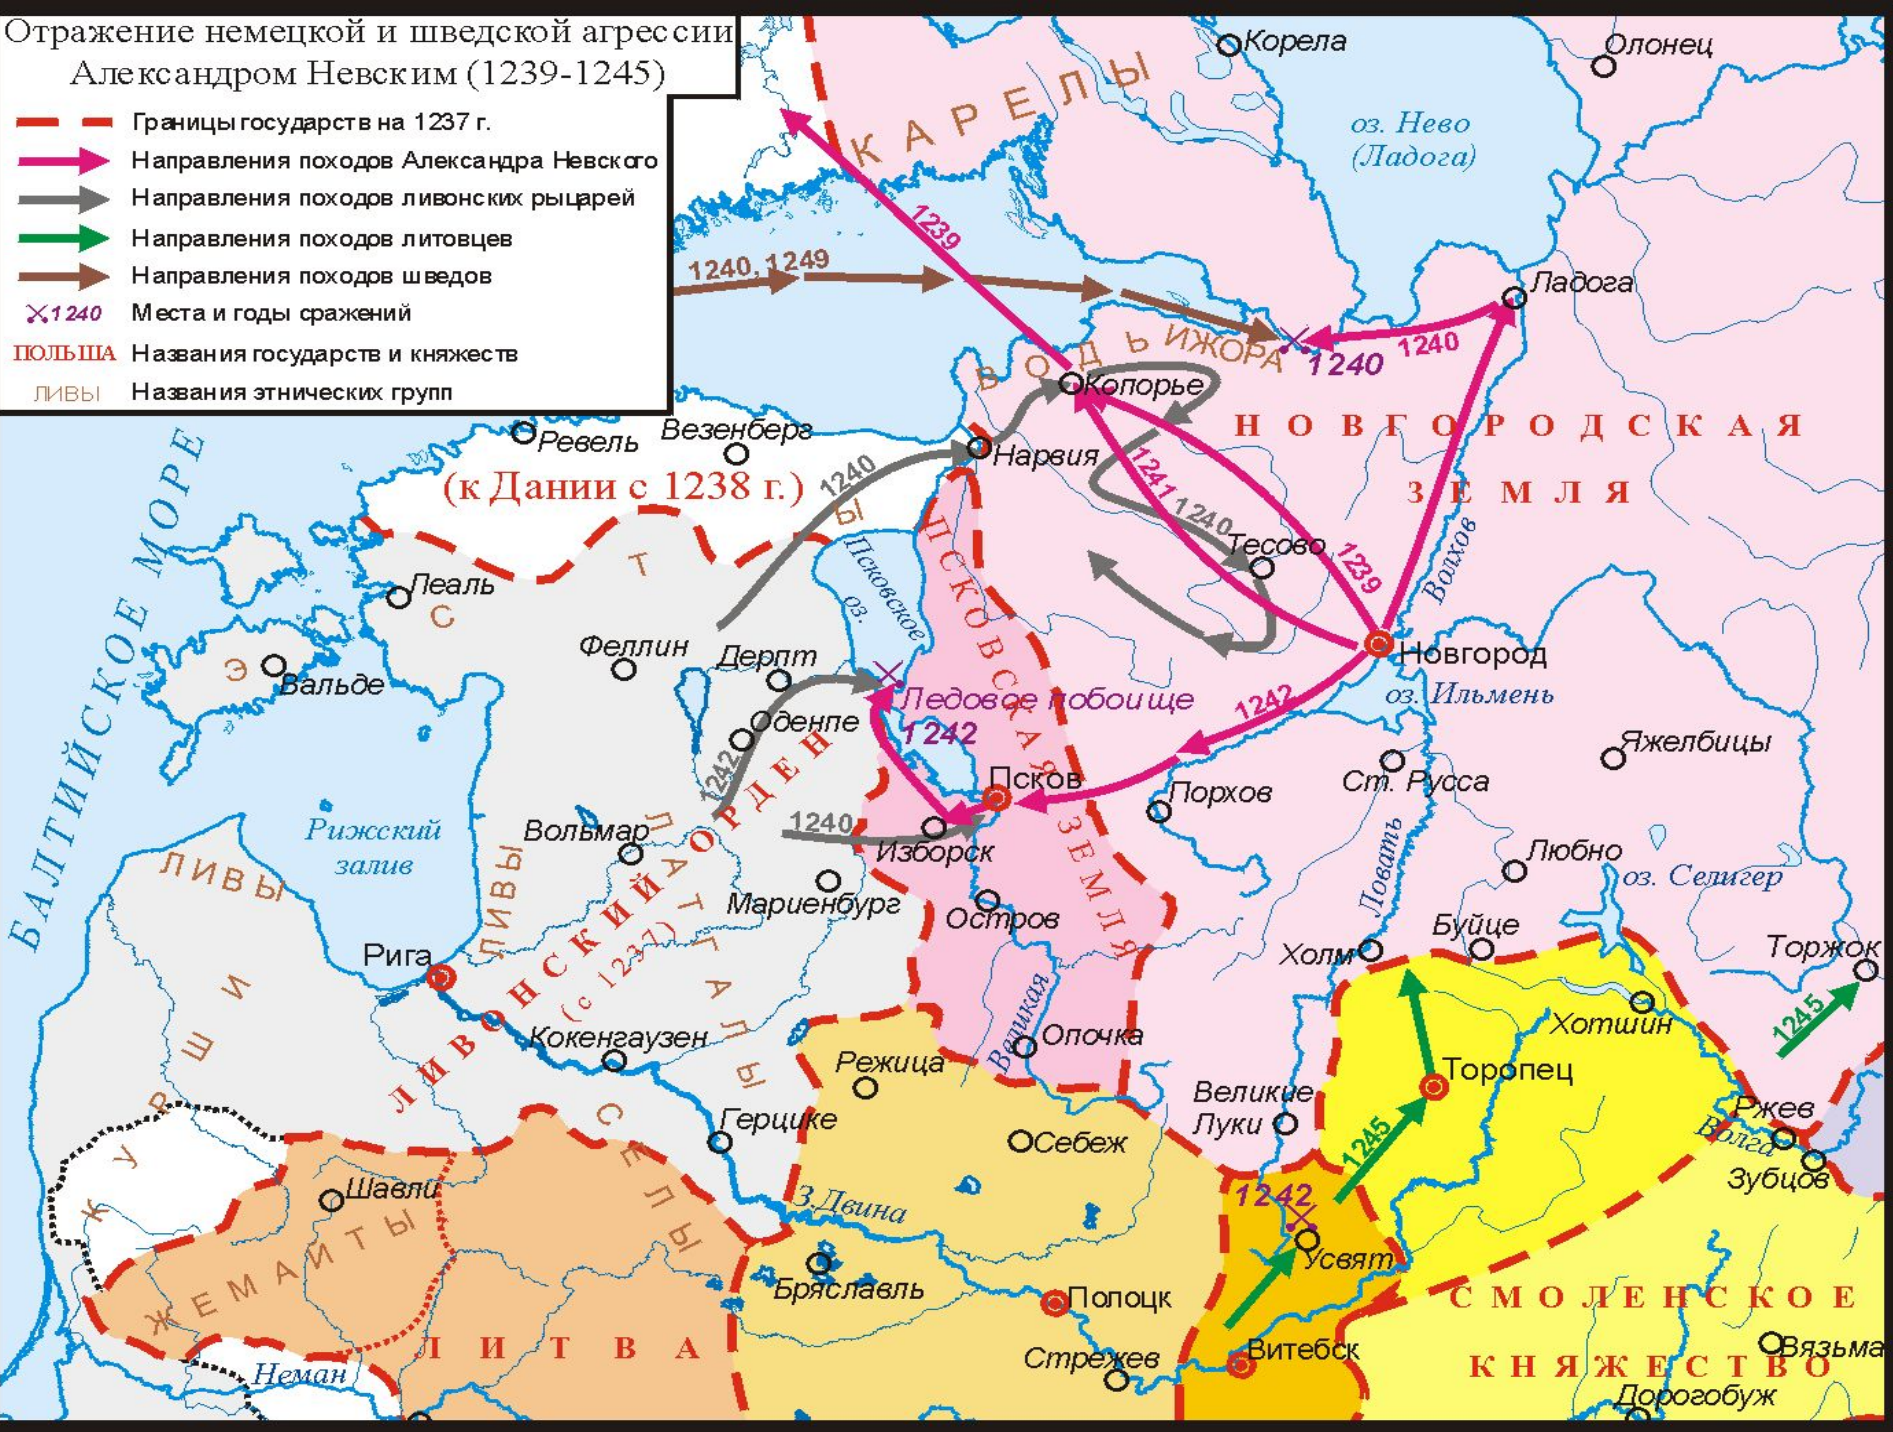 Отражение немецкой и шведской агрессии
Александром Невским (1239-1245)
Границы государств на 1237 г.
Направления походов Александра Невского
Направления походов ливонских рыцарей
Направления походов литовцев
Направления походов шведов
1240 Места и годы сражений
ПОЛЬША Названия государств и княжеств
ЛИВЫ Названия этнических групп
Корела
Олонец
КАРЕЛЫ
оз. Нево
(Ладога)
1239
1240, 1249
Ладога
1240
1240
ВОДЬ
ИЖОРА
Колорье
НОВГОРОДСКАЯ
ЗЕМЛЯ
Ревель
Везенберг
Нарвия
(к Дании с 1238 г.)
1240
1241
1240
Тесово
1239
Волхов
БАЛТИЙСКОЕ МОРЕ
ЭСТЫ
Псковское
оз.
ПСКОВСКАЯ ЗЕМЛЯ
Леаль
Феллин
Дерпт
Вальде
Новгород
оз. Ильмень
Ледовое побоище
1242
1242
Оденпе
1242
Яжелбицы
Ст. Русса
Псков
Порхов
Рижский
залив
Вольмар
1240
Изборск
ЛИВЫ
ЛИВЫ
ЛАТГАЛЫ
ЛИВОНСКИЙ ОРДЕН
(с 1237)
Мариенбург
Остров
Ловать
Любно
оз. Селигер
Буйце
Холм
Торжок
Рига
КУРШИ
Великая
Кокенгаузен
Опочка
Хотшин
1245
Режица
Торопец
Великие
Луки
Ржев
Волга
Зубцов
Герцике
Себеж
1245
СЕЛЫ
Шавли
ЖЕМАЙТЫ
З.Двина
1242
Усвят
Бряславль
Полоцк
СМОЛЕНСКОЕ
КНЯЖЕСТВО
ЛИТВА
Неман
Стрежев
Витебск
Вязьма
Дорогобуж